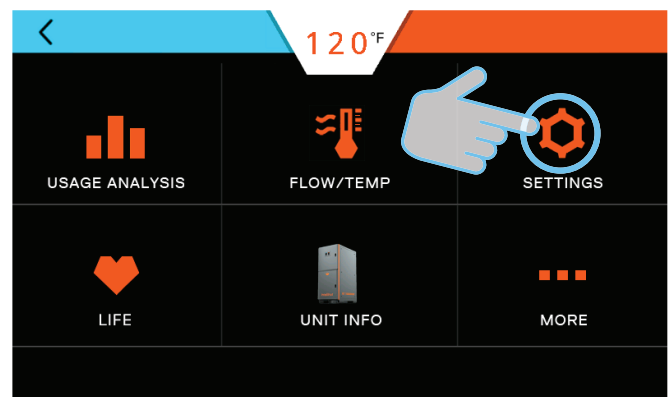 120°F
USAGE ANALYSIS
FLOW/TEMP
SETTINGS
LIFE
UNIT INFO
MORE